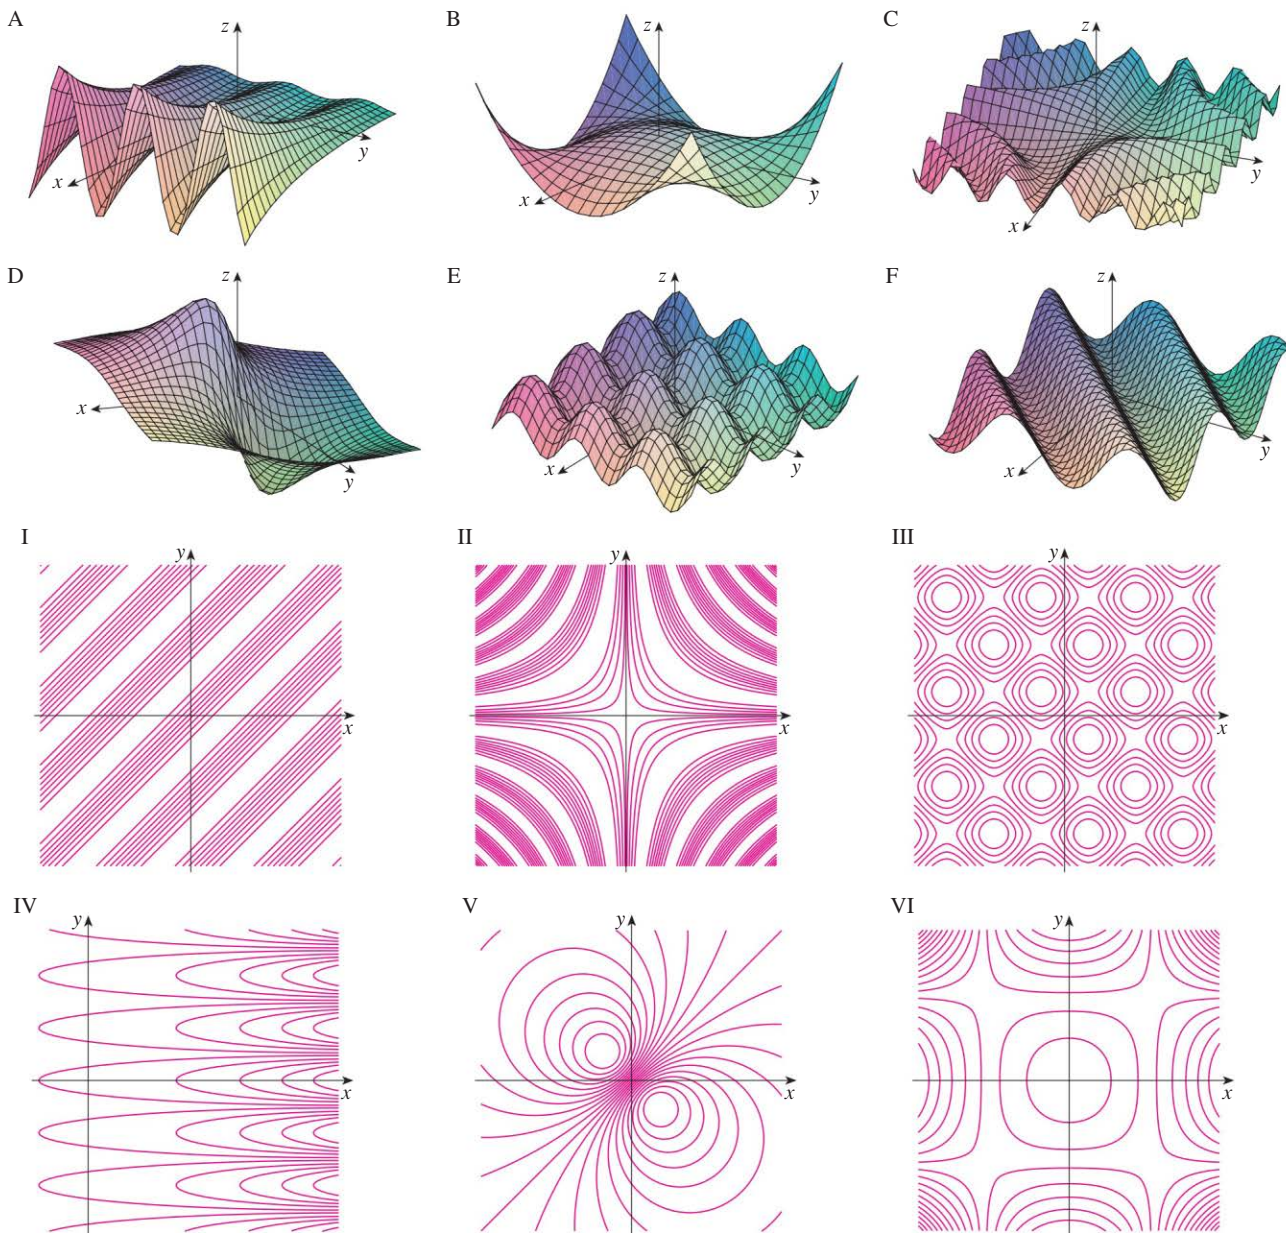 A B C
z z z
x y x y x y
D E F
z z z
x y x y x y
I II III
y y y
x x x
IV V VI
y y y
x x x